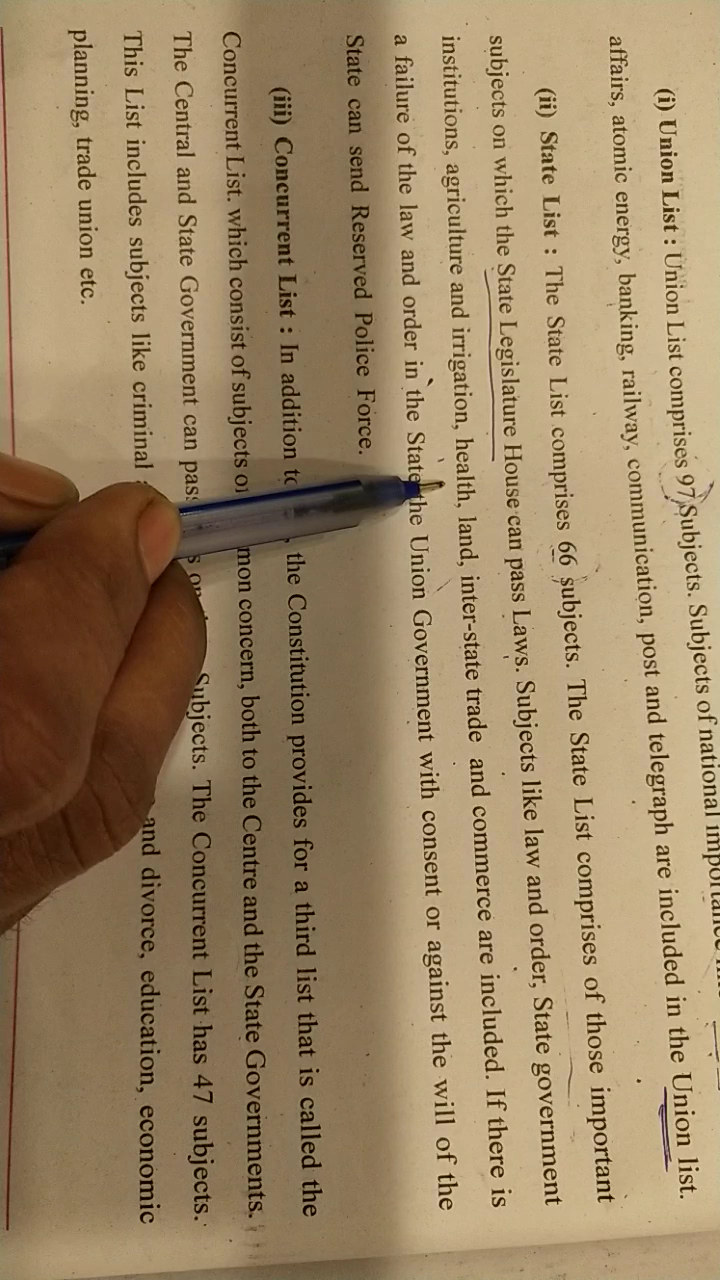 (i) Union List : Union List comprises 97 Subjects. Subjects of national
affairs, atomic energy, banking, railway, communication, post and telegraph are included in the Union list.
(ii) State List : The State List comprises 66 subjects. The State List comprises of those important
subjects on which the State Legislature House can pass Laws. Subjects like law and order, State government
institutions, agriculture and irrigation, health, land, inter-state trade and commerce are included. If there is
a failure of the law and order in the State the Union Government with consent or against the will of the
State can send Reserved Police Force.
(iii) Concurrent List : In addition the Constitution provides for a third list that is called the
Concurrent List. which consist of subjects concern, both to the Centre and the State Governments.
The Central and State Government can Subjects. The Concurrent List has 47 subjects.
This List includes subjects like criminal and divorce, education, economic
planning, trade union etc.